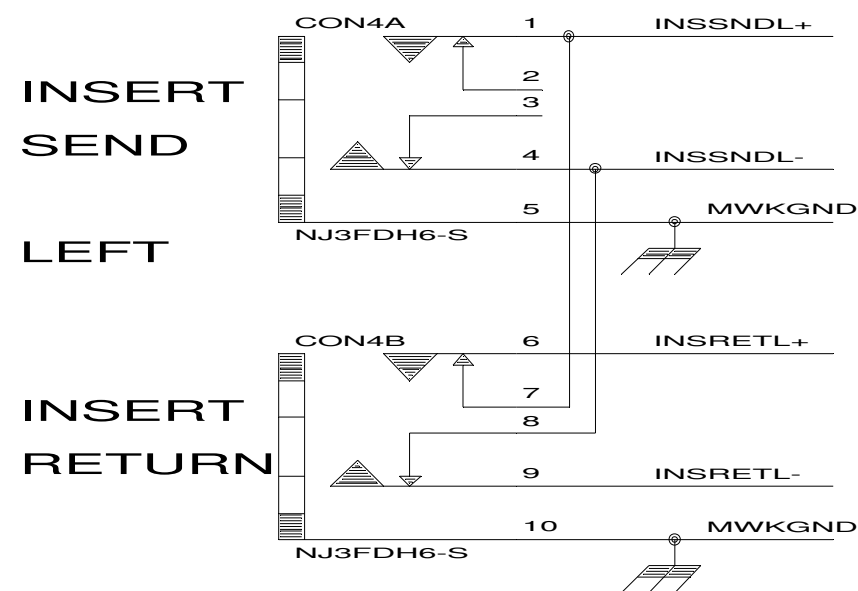 CON4A 1 INSSNDL+
INSERT
SEND
LEFT
2
3
4 INSSNDL-
5 MWKGND
NJ3FDH6-S
CON4B 6 INSRETL+
INSERT
RETURN
7
8
9 INSRETL-
10 MWKGND
NJ3FDH6-S